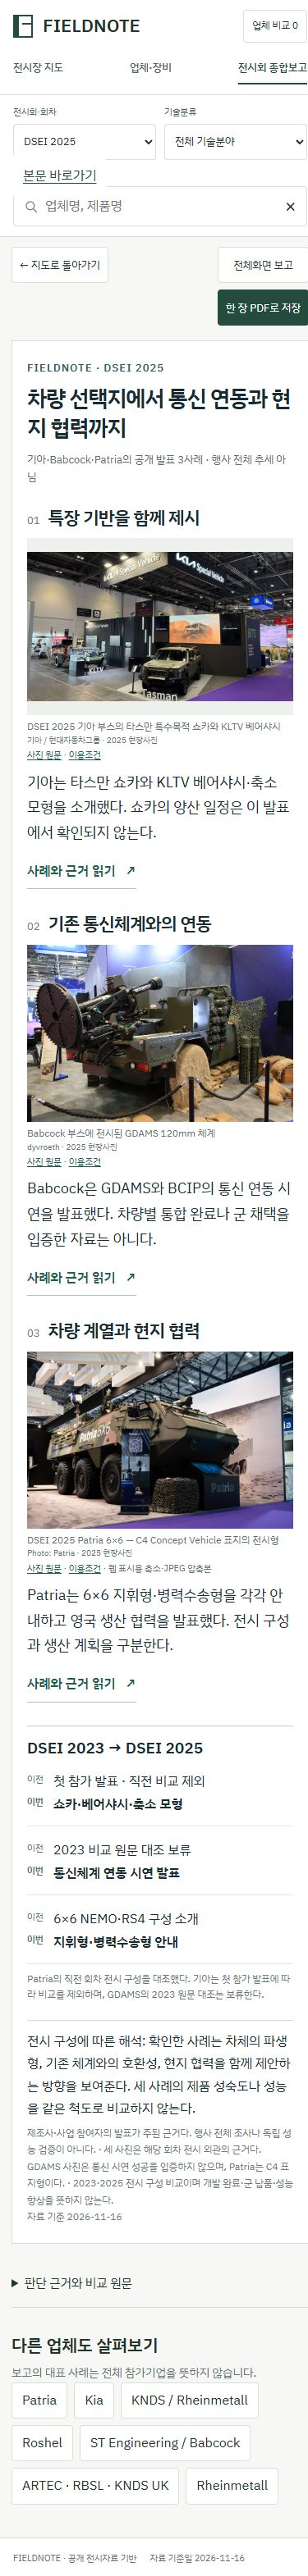 FIELDNOTE
업체 비교 0
전시장 지도
업체·장비
전시회 종합보고
전시회·회차
기술분류
DSEI 2025
전체 기술분야
본문 바로가기
업체명, 제품명
← 지도로 돌아가기
전체화면 보고
한 장 PDF로 저장
FIELDNOTE · DSEI 2025
차량 선택지에서 통신 연동과 현
지 협력까지
기아·Babcock·Patria의 공개 발표 3사례 · 행사 전체 추세 아
님
01 특장 기반을 함께 제시
KIA Special Vehicle
Tasman
DSEI 2025 기아 부스의 타스만 특수목적 쇼카와 KLTV 베어샤시
기아 / 현대자동차그룹 · 2025 현장사진
사진 원문 · 이용조건
기아는 타스만 쇼카와 KLTV 베어샤시·축소
모형을 소개했다. 쇼카의 양산 일정은 이 발표
에서 확인되지 않는다.
사례와 근거 읽기 ↗
02 기존 통신체계와의 연동
Babcock 부스에 전시된 GDAMS 120mm 체계
dyvroeth · 2025 현장사진
사진 원문 · 이용조건
Babcock은 GDAMS와 BCIP의 통신 연동 시
연을 발표했다. 차량별 통합 완료나 군 채택을
입증한 자료는 아니다.
사례와 근거 읽기 ↗
03 차량 계열과 현지 협력
Patria 6x6
Patria
DSEI 2025 Patria 6×6 — C4 Concept Vehicle 표지의 전시형
Photo: Patria · 2025 현장사진
사진 원문 · 이용조건 · 웹 표시용 축소·JPEG 압축본
Patria는 6×6 지휘형·병력수송형을 각각 안
내하고 영국 생산 협력을 발표했다. 전시 구성
과 생산 계획을 구분한다.
사례와 근거 읽기 ↗
DSEI 2023 → DSEI 2025
이전 첫 참가 발표 · 직전 비교 제외
이번 쇼카·베어샤시·축소 모형
이전 2023 비교 원문 대조 보류
이번 통신체계 연동 시연 발표
이전 6×6 NEMO·RS4 구성 소개
이번 지휘형·병력수송형 안내
Patria의 직전 회차 전시 구성을 대조했다. 기아는 첫 참가 발표에 따
라 비교를 제외하며, GDAMS의 2023 원문 대조는 보류한다.
전시 구성에 따른 해석: 확인한 사례는 차체의 파생
형, 기존 체계와의 호환성, 현지 협력을 함께 제안하
는 방향을 보여준다. 세 사례의 제품 성숙도나 성능
을 같은 척도로 비교하지 않는다.
제조사·사업 참여자의 발표가 주된 근거다. 행사 전체 조사나 독립 성
능 검증이 아니다. · 세 사진은 해당 회차 전시 외관의 근거다.
GDAMS 사진은 통신 시연 성공을 입증하지 않으며, Patria는 C4 표
지형이다. · 2023-2025 전시 구성 비교이며 개발 완료·군 납품·성능
향상을 뜻하지 않는다.
자료 기준 2026-11-16
▶ 판단 근거와 비교 원문
다른 업체도 살펴보기
보고의 대표 사례는 전체 참가기업을 뜻하지 않습니다.
Patria
Kia
KNDS / Rheinmetall
Roshel
ST Engineering / Babcock
ARTEC · RBSL · KNDS UK
Rheinmetall
FIELDNOTE · 공개 전시자료 기반
자료 기준일 2026-11-16